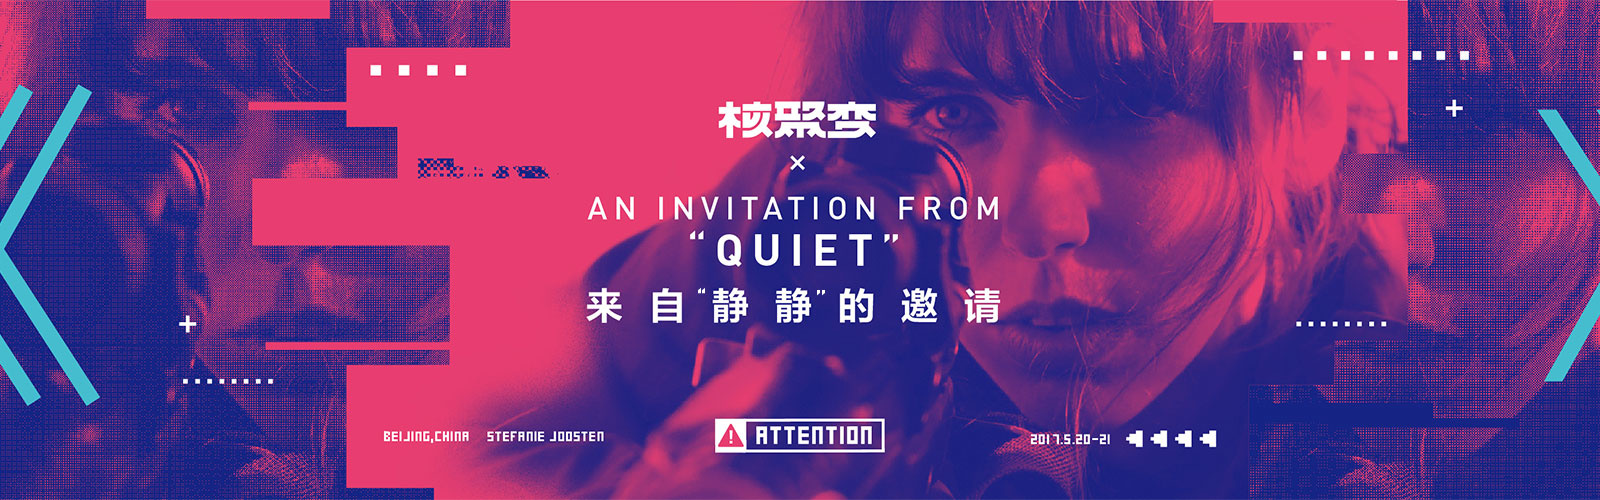 核聚变
×
AN INVITATION FROM
“QUIET”
来自“静静”的邀请
BEIJING,CHINA STEFANIE JOOSTEN
ATTENTION
2017.5.20-21